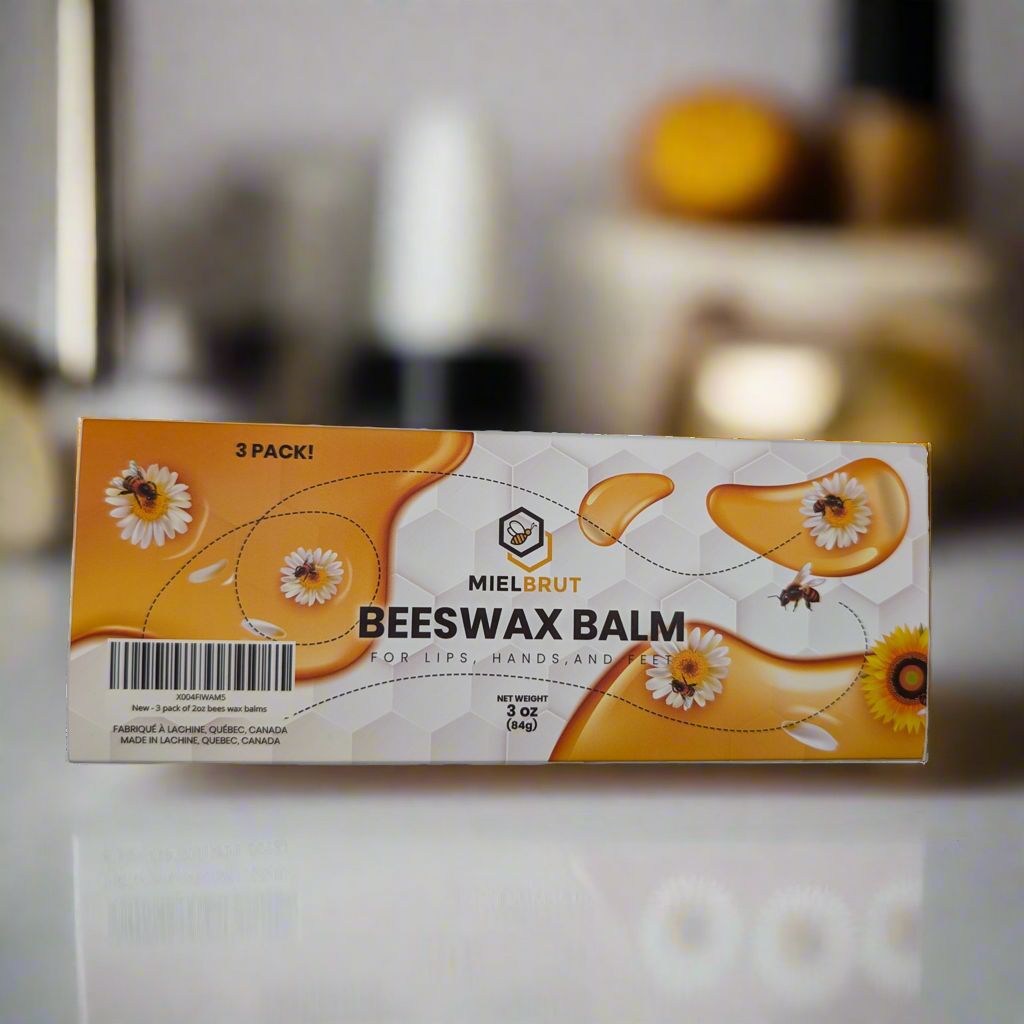 3 PACK!
MIELBRUT
BEESWAX BALM
FOR LIPS, HANDS,AND FEET
NET WEIGHT
3 oz
(84g)
X004FIWAM5
New - 3 pack of 2oz bees wax balms
FABRIQUÉ À LACHINE, QUÉBEC, CANADA
MADE IN LACHINE, QUEBEC, CANADA